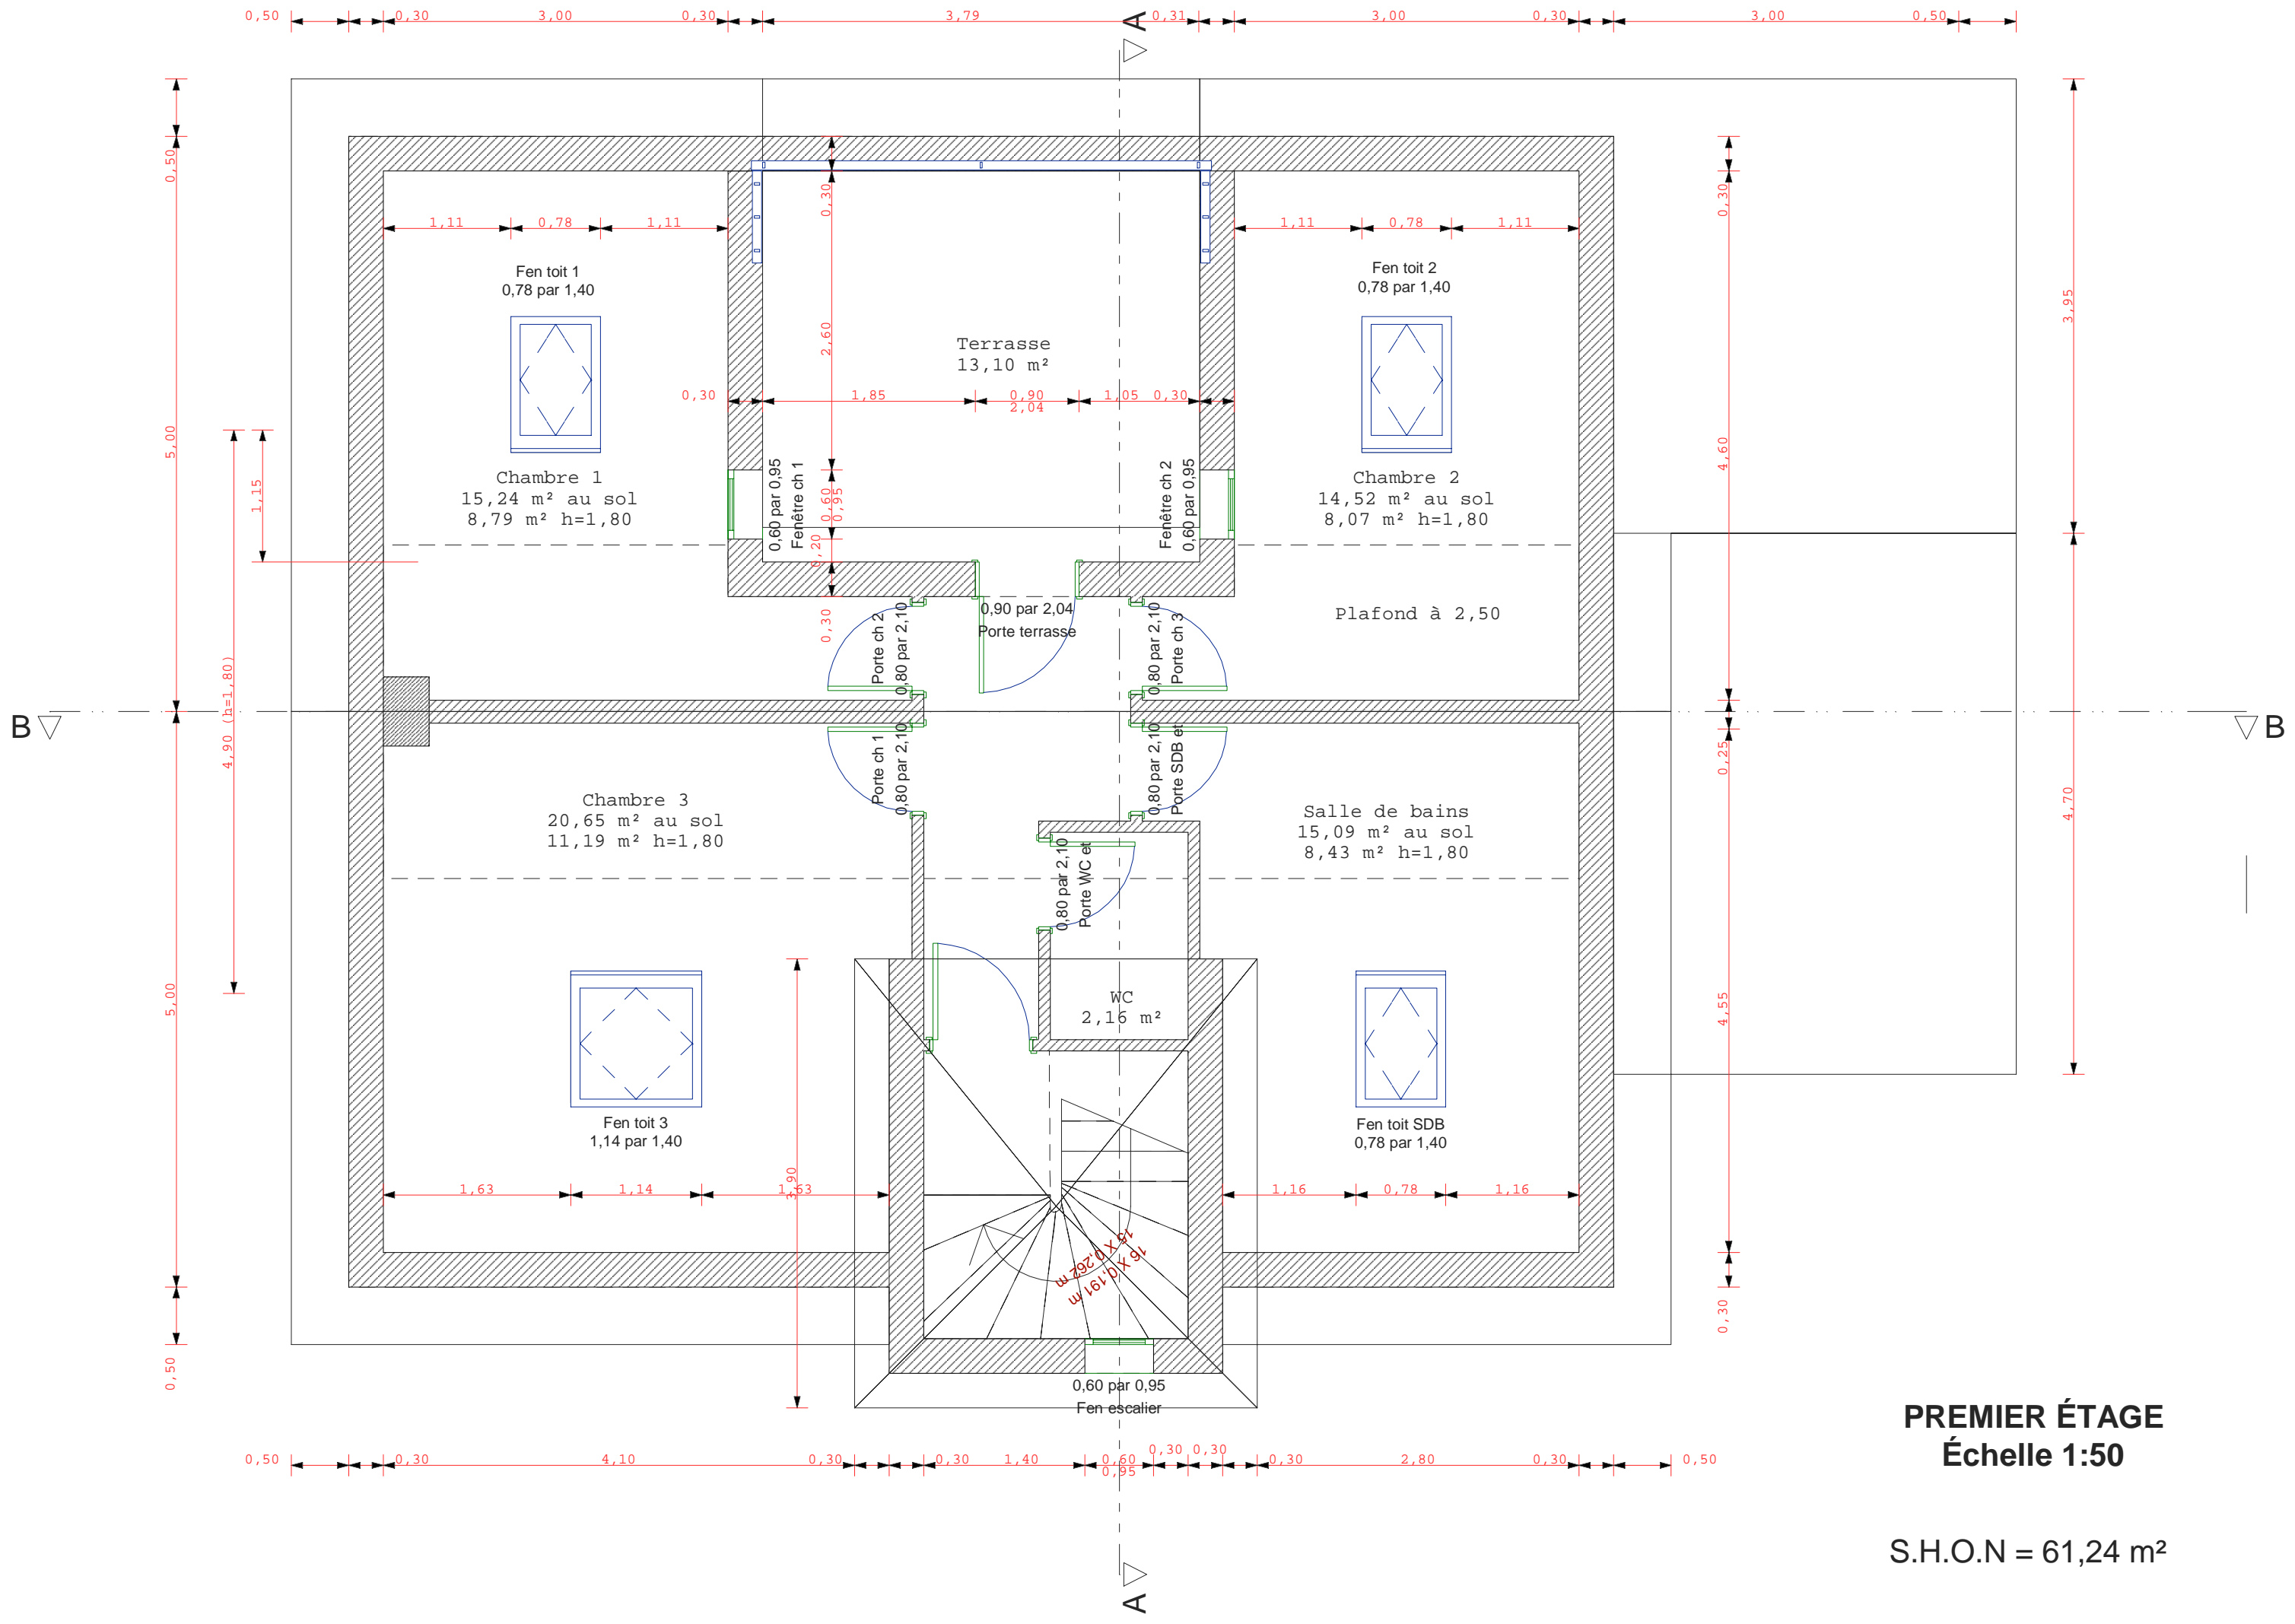 0,50
0,30
3,00
0,30
3,79
0,31
3,00
0,30
3,00
0,50
A
0,50
0,30
0,30
1,11
0,78
1,11
1,11
0,78
1,11
Fen toit 1
0,78 par 1,40
Fen toit 2
0,78 par 1,40
3,95
2,60
Terrasse
13,10 m²
0,30
1,85
0,90
2,04
1,05
0,30
5,00
4,60
1,15
Chambre 1
15,24 m² au sol
8,79 m² h=1,80
0,60 par 0,95
Fenêtre ch 1
0,60
0,95
0,20
Fenêtre ch 2
0,60 par 0,95
Chambre 2
14,52 m² au sol
8,07 m² h=1,80
0,30
Porte ch 2
0,80 par 2,10
0,90 par 2,04
Porte terrasse
0,80 par 2,10
Porte ch 3
Plafond à 2,50
4,90 (h=1,80)
B
B
0,25
Porte ch 1
0,80 par 2,10
0,80 par 2,10
Porte SDB et
Chambre 3
20,65 m² au sol
11,19 m² h=1,80
Salle de bains
15,09 m² au sol
8,43 m² h=1,80
4,70
0,80 par 2,10
Porte WC et
5,00
4,55
WC
2,16 m²
Fen toit 3
1,14 par 1,40
Fen toit SDB
0,78 par 1,40
1,63
1,14
1,63
3,90
1,16
0,78
1,16
15 X 0,262 m
16 X 0,191 m
0,30
0,50
0,60 par 0,95
Fen escalier
0,50
0,30
4,10
0,30
0,30
1,40
0,60
0,95
0,30
0,30
0,30
2,80
0,30
0,50
A
PREMIER ÉTAGE
Échelle 1:50
S.H.O.N = 61,24 m²